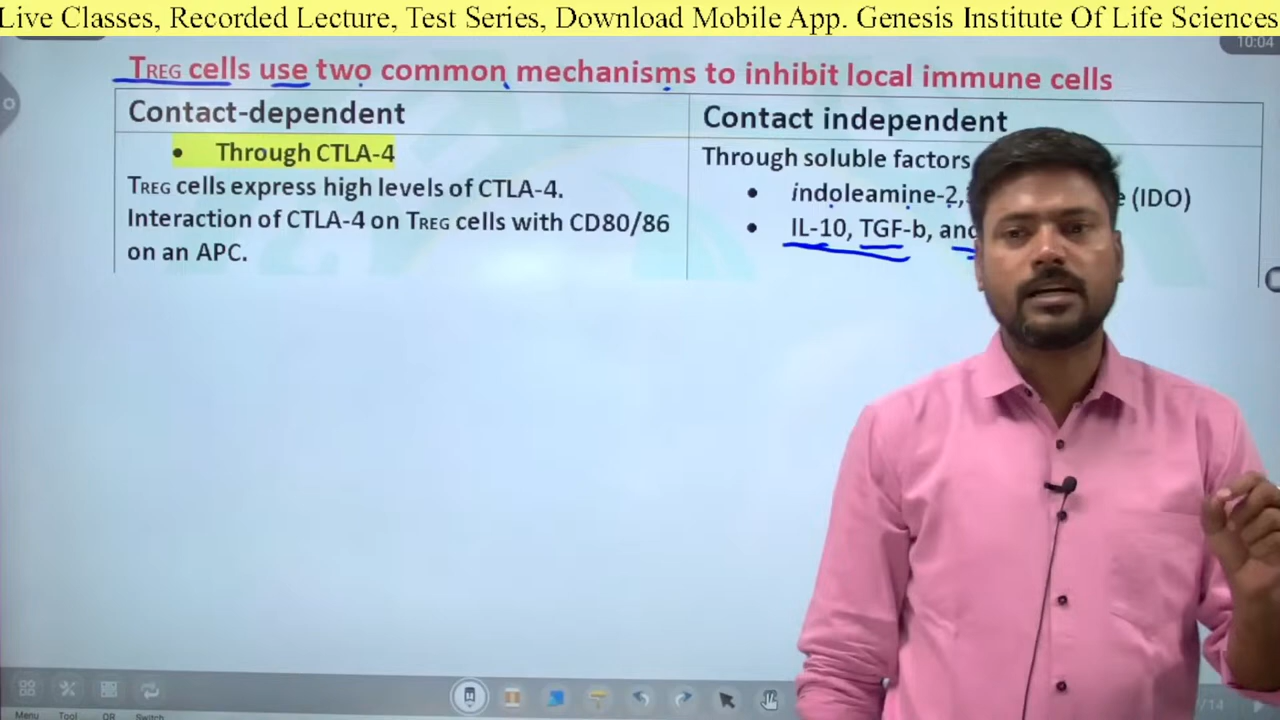 Live Classes, Recorded Lecture, Test Series, Download Mobile App. Genesis Institute Of Life Sciences
10:04
TREG cells use two common mechanisms to inhibit local immune cells
Contact-dependent
• Through CTLA-4
TREG cells express high levels of CTLA-4.
Interaction of CTLA-4 on TREG cells with CD80/86
on an APC.
Contact independent
Through soluble factors
• indoleamine-2, e (IDO)
• IL-10, TGF-b, and
Menu Tool QR Switch
/14